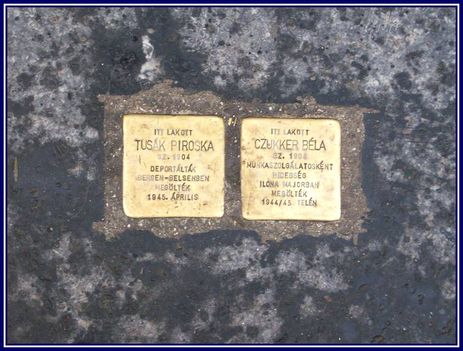 ITT LAKOTT
TUSÁK PIROSKA
SZ. 1904
DEPORTÁLTÁK
BERGEN-BELSENBEN
MEGÖLTÉK
1945. ÁPRILIS
ITT LAKOTT
CZUKKER BÉLA
SZ. 1908
MUNKASZOLGÁLATOSKÉNT
HIDEGSÉG
ILONA MAJORBAN
MEGÖLTÉK
1944/45 TELÉN